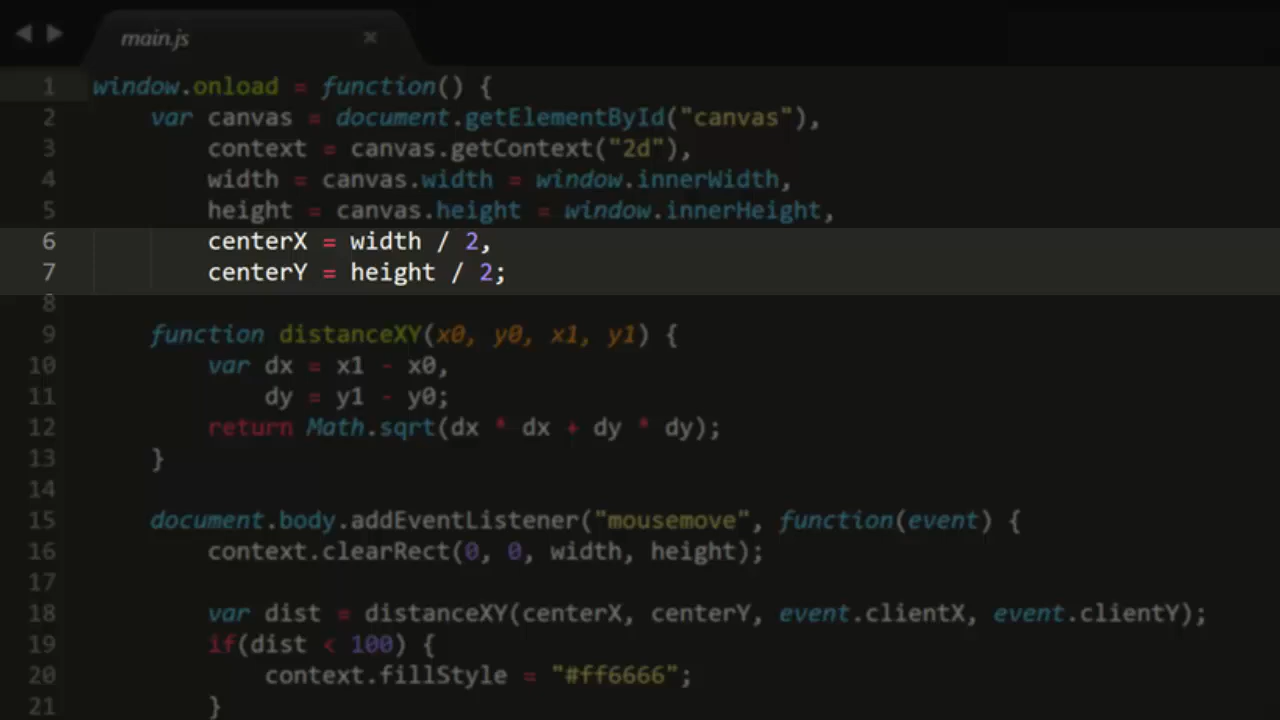 main.js ×
1 window.onload = function() {
2     var canvas = document.getElementById("canvas"),
3         context = canvas.getContext("2d"),
4         width = canvas.width = window.innerWidth,
5         height = canvas.height = window.innerHeight,
6         centerX = width / 2,
7         centerY = height / 2;
8
9     function distanceXY(x0, y0, x1, y1) {
10         var dx = x1 - x0,
11             dy = y1 - y0;
12         return Math.sqrt(dx * dx + dy * dy);
13     }
14
15     document.body.addEventListener("mousemove", function(event) {
16         context.clearRect(0, 0, width, height);
17
18         var dist = distanceXY(centerX, centerY, event.clientX, event.clientY);
19         if(dist < 100) {
20             context.fillStyle = "#ff6666";
21         }